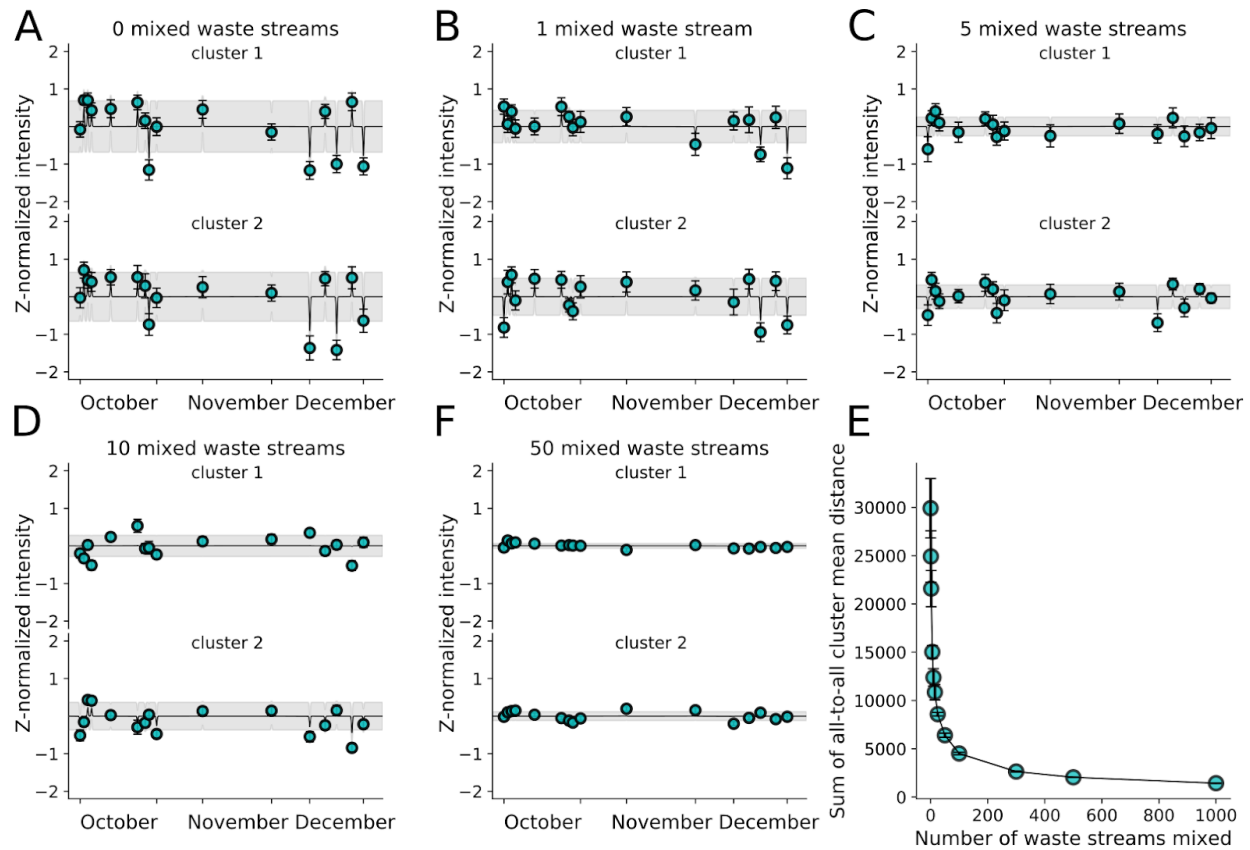 A
0 mixed waste streams
cluster 1
2
1
−1
−2
Z-normalized intensity
cluster 2
2
1
−1
−2
October November December
B
1 mixed waste stream
cluster 1
2
1
−1
−2
Z-normalized intensity
cluster 2
2
1
−1
−2
October November December
C
5 mixed waste streams
cluster 1
2
1
−1
−2
Z-normalized intensity
cluster 2
2
1
−1
−2
October November December
D
10 mixed waste streams
cluster 1
2
1
−1
−2
Z-normalized intensity
cluster 2
2
1
−1
−2
October November December
F
50 mixed waste streams
cluster 1
2
1
−1
−2
Z-normalized intensity
cluster 2
2
1
−1
−2
October November December
E
Sum of all-to-all cluster mean distance
30000
25000
20000
15000
10000
5000
0
0 200 400 600 800 1000
Number of waste streams mixed